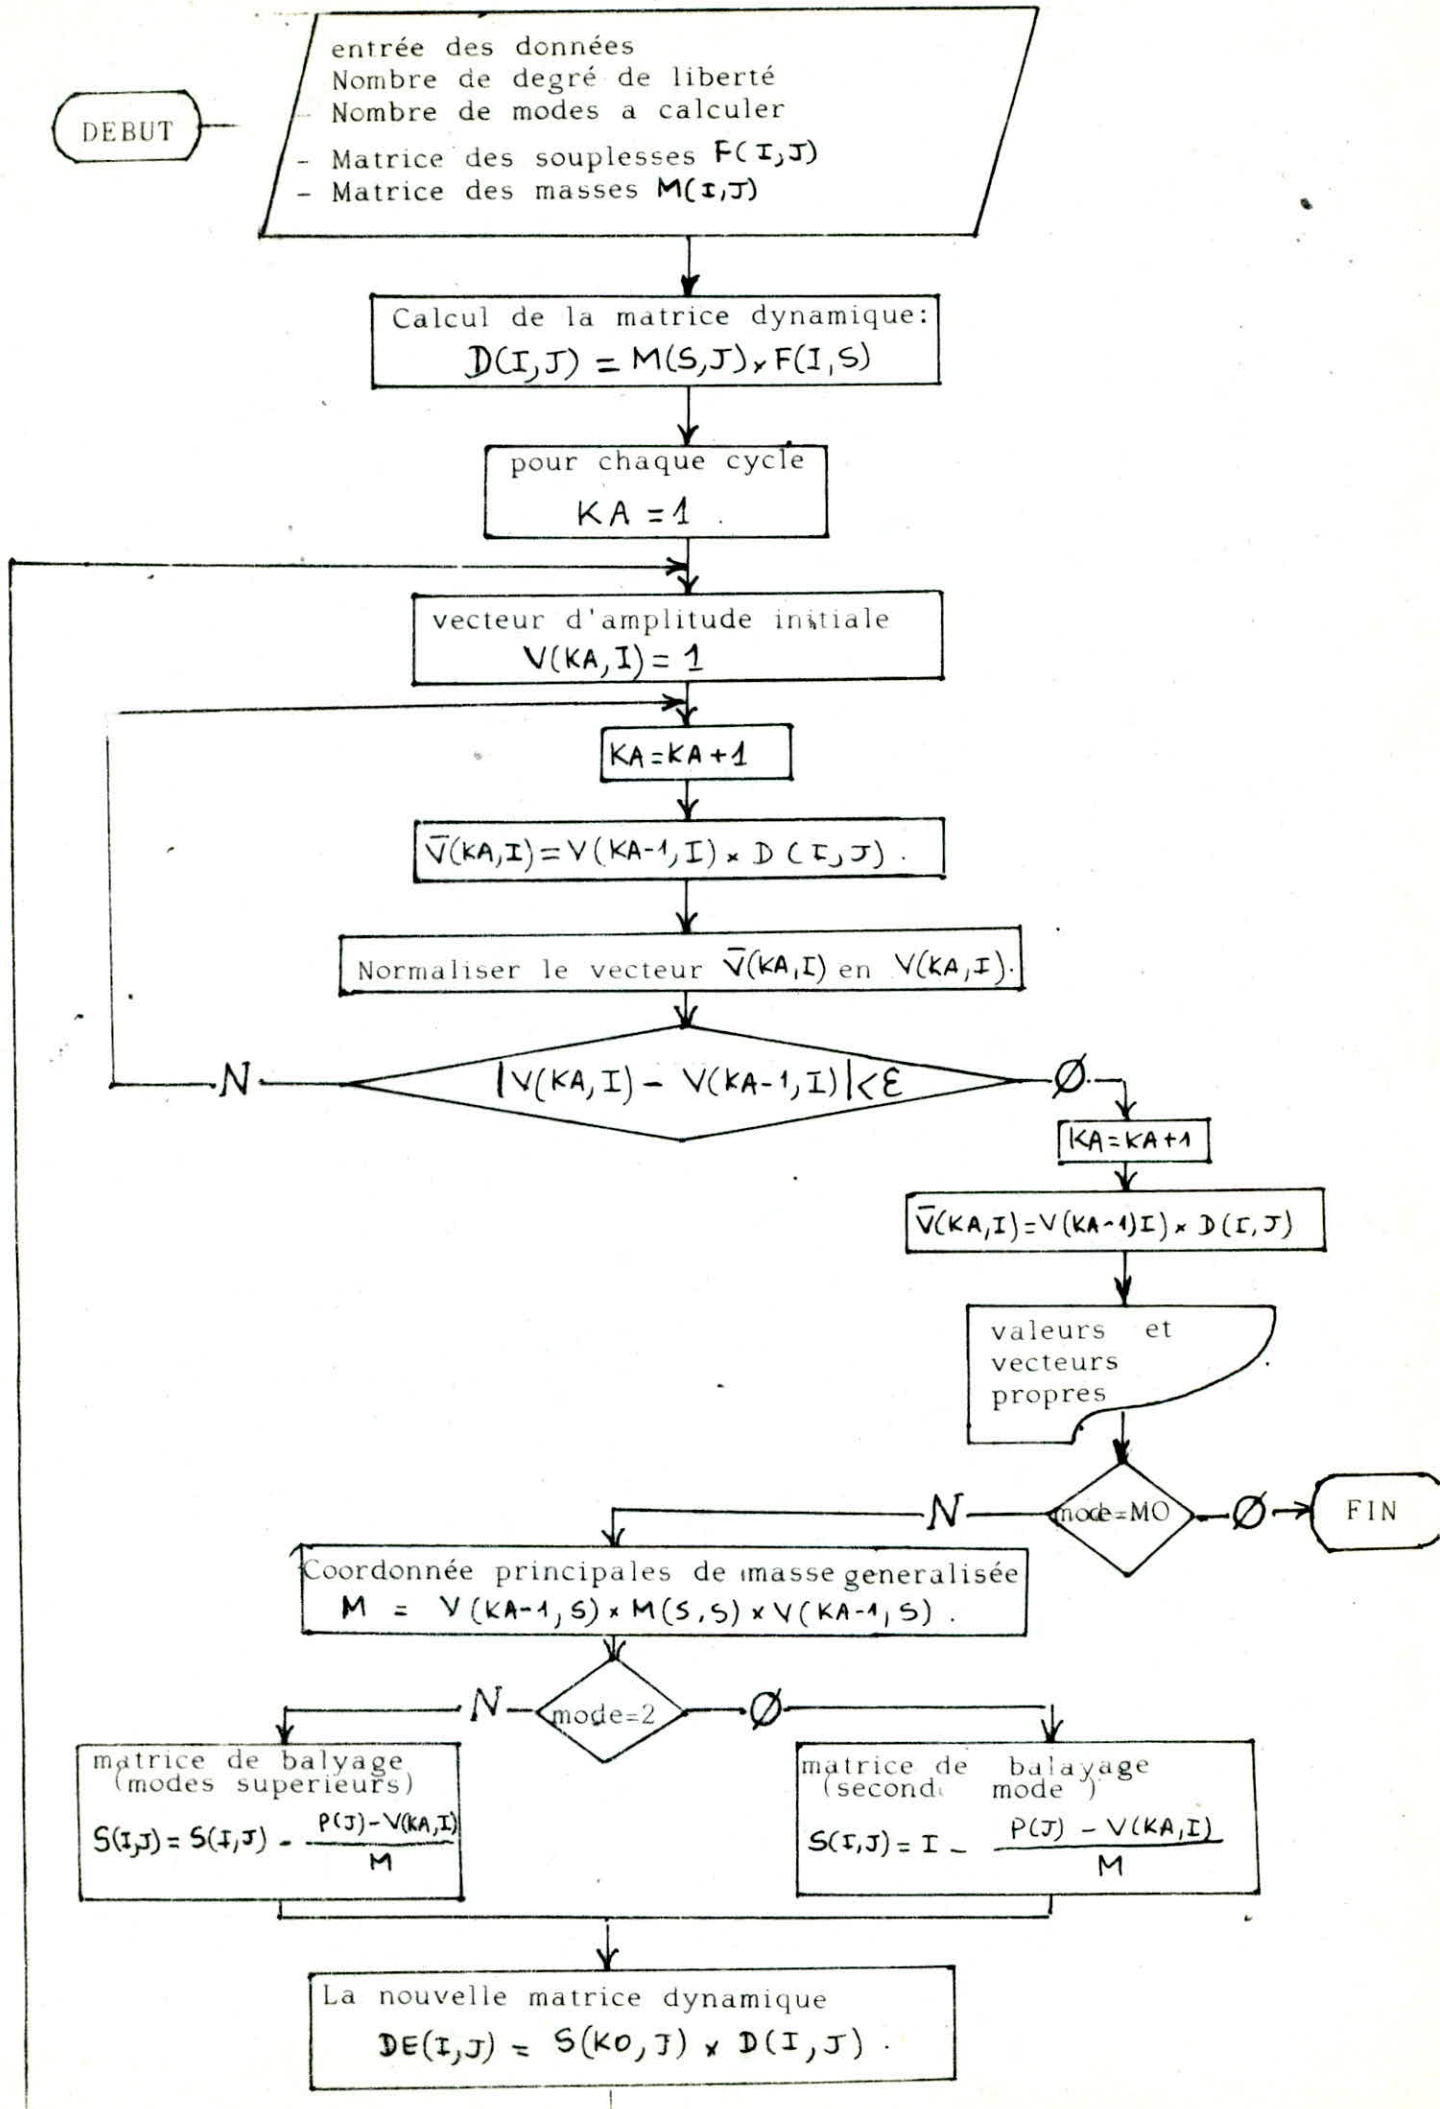 entrée des données
Nombre de degré de liberté
- Nombre de modes a calculer
- Matrice des souplesses F(I,J)
- Matrice des masses M(I,J)
DEBUT
Calcul de la matrice dynamique:
D(I,J) = M(S,J) x F(I,S)
pour chaque cycle
KA = 1 .
vecteur d'amplitude initiale
V(KA,I) = 1
KA = KA + 1
V̅(KA,I) = V(KA-1,I) x D(I,J) .
Normaliser le vecteur V̅(KA,I) en V(KA,I).
N
|V(KA,I) - V(KA-1,I)| < ε
Ø
KA = KA + 1
V̅(KA,I) = V(KA-1)I) x D(I,J)
valeurs et
vecteurs
propres
N
mode=MO
Ø
FIN
Coordonnée principales de masse generalisée
M = V(KA-1,S) x M(S,S) x V(KA-1,S) .
N
mode=2
Ø
matrice de balyage
(modes superieurs)
S(I,J) = S(I,J) - P(J) - V(KA,I)
M
matrice de balayage
(second mode )
S(I,J) = I - P(J) - V(KA,I)
M
La nouvelle matrice dynamique
DE(I,J) = S(KO,J) x D(I,J) .